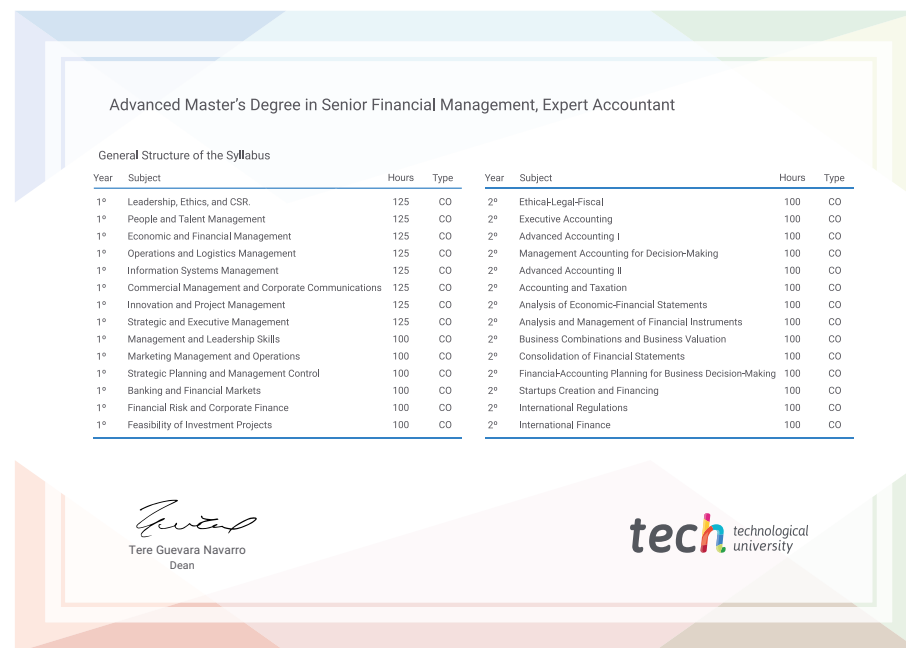 Advanced Master's Degree in Senior Financial Management, Expert Accountant
General Structure of the Syllabus
Year Subject Hours Type
1º Leadership, Ethics, and CSR. 125 CO
1º People and Talent Management 125 CO
1º Economic and Financial Management 125 CO
1º Operations and Logistics Management 125 CO
1º Information Systems Management 125 CO
1º Commercial Management and Corporate Communications 125 CO
1º Innovation and Project Management 125 CO
1º Strategic and Executive Management 125 CO
1º Management and Leadership Skills 100 CO
1º Marketing Management and Operations 100 CO
1º Strategic Planning and Management Control 100 CO
1º Banking and Financial Markets 100 CO
1º Financial Risk and Corporate Finance 100 CO
1º Feasibility of Investment Projects 100 CO
Year Subject Hours Type
2º Ethical-Legal-Fiscal 100 CO
2º Executive Accounting 100 CO
2º Advanced Accounting I 100 CO
2º Management Accounting for Decision-Making 100 CO
2º Advanced Accounting II 100 CO
2º Accounting and Taxation 100 CO
2º Analysis of Economic-Financial Statements 100 CO
2º Analysis and Management of Financial Instruments 100 CO
2º Business Combinations and Business Valuation 100 CO
2º Consolidation of Financial Statements 100 CO
2º Financial-Accounting Planning for Business Decision-Making 100 CO
2º Startups Creation and Financing 100 CO
2º International Regulations 100 CO
2º International Finance 100 CO
Tere Guevara Navarro
Dean
tech technological
university